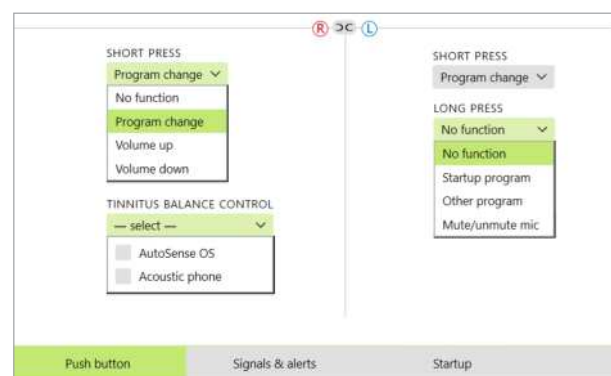 R L
SHORT PRESS
Program change
No function
Program change
Volume up
Volume down
TINNITUS BALANCE CONTROL
— select —
AutoSense OS
Acoustic phone
SHORT PRESS
Program change
LONG PRESS
No function
No function
Startup program
Other program
Mute/unmute mic
Push button
Signals & alerts
Startup